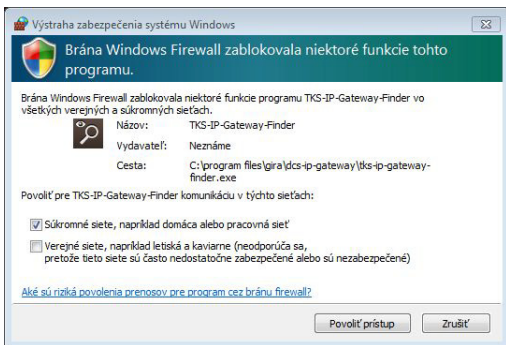 Výstraha zabezpečenia systému Windows
Brána Windows Firewall zablokovala niektoré funkcie tohto
programu.
Brána Windows Firewall zablokovala niektoré funkcie programu TKS-IP-Gateway-Finder vo
všetkých verejných a súkromných sieťach.
Názov: TKS-IP-Gateway-Finder
Vydavateľ: Neznáme
Cesta: C:\program files\gira\dcs-ip-gateway\tks-ip-gateway-
finder.exe
Povoliť pre TKS-IP-Gateway-Finder komunikáciu v týchto sieťach:
Súkromné siete, napríklad domáca alebo pracovná sieť
Verejné siete, napríklad letiská a kaviarne (neodporúča sa,
pretože tieto siete sú často nedostatočne zabezpečené alebo sú nezabezpečené)
Aké sú riziká povolenia prenosov pre program cez bránu firewall?
Povoliť prístup Zrušiť